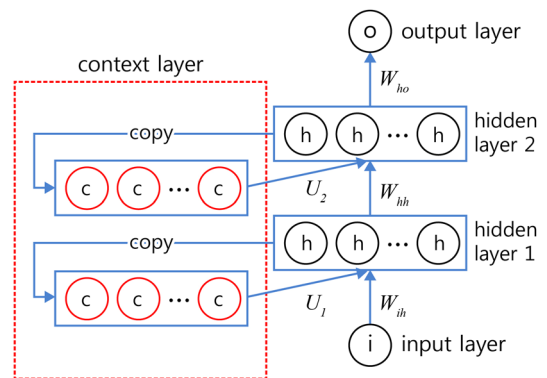 o output layer
context layer
W_ho
copy
h h ... h
hidden
layer 2
c c ... c
U_2
W_hh
copy
h h ... h
hidden
layer 1
c c ... c
U_1
W_ih
i input layer